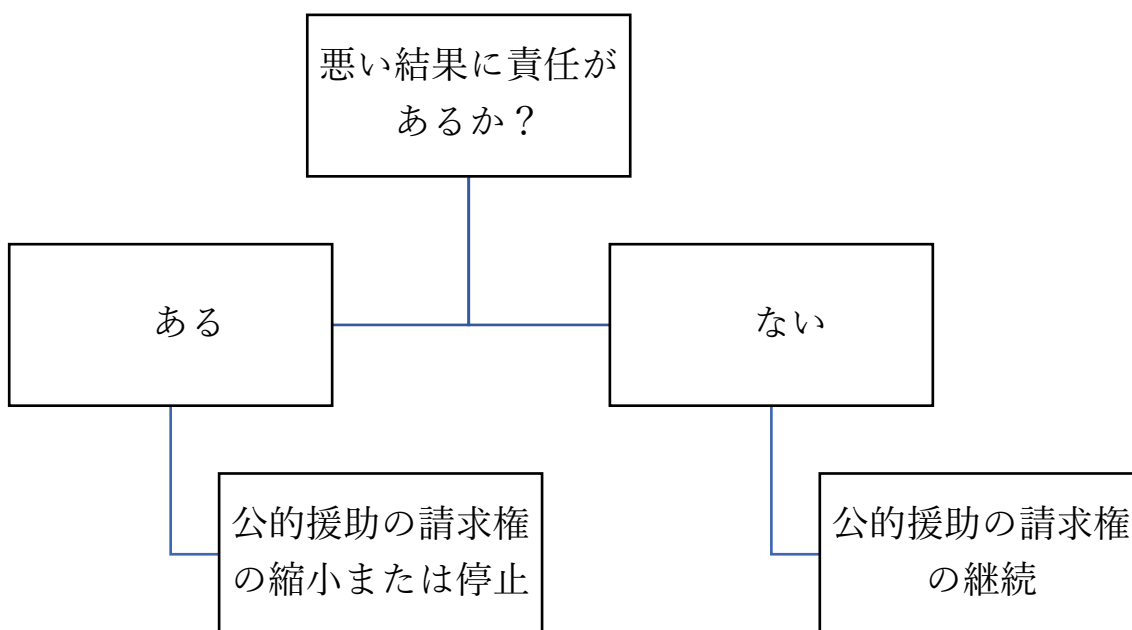 悪い結果に責任が
あるか？
ある
ない
公的援助の請求権
の縮小または停止
公的援助の請求権
の継続